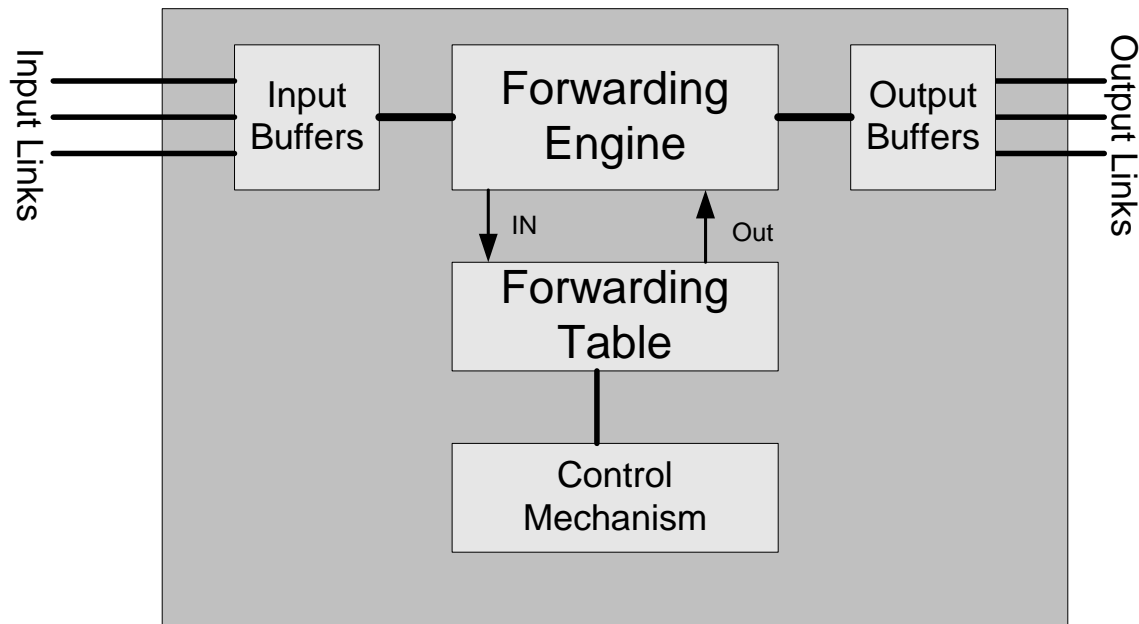 Input Links
Input
Buffers
Forwarding
Engine
Output
Buffers
Output Links
IN
Out
Forwarding
Table
Control
Mechanism